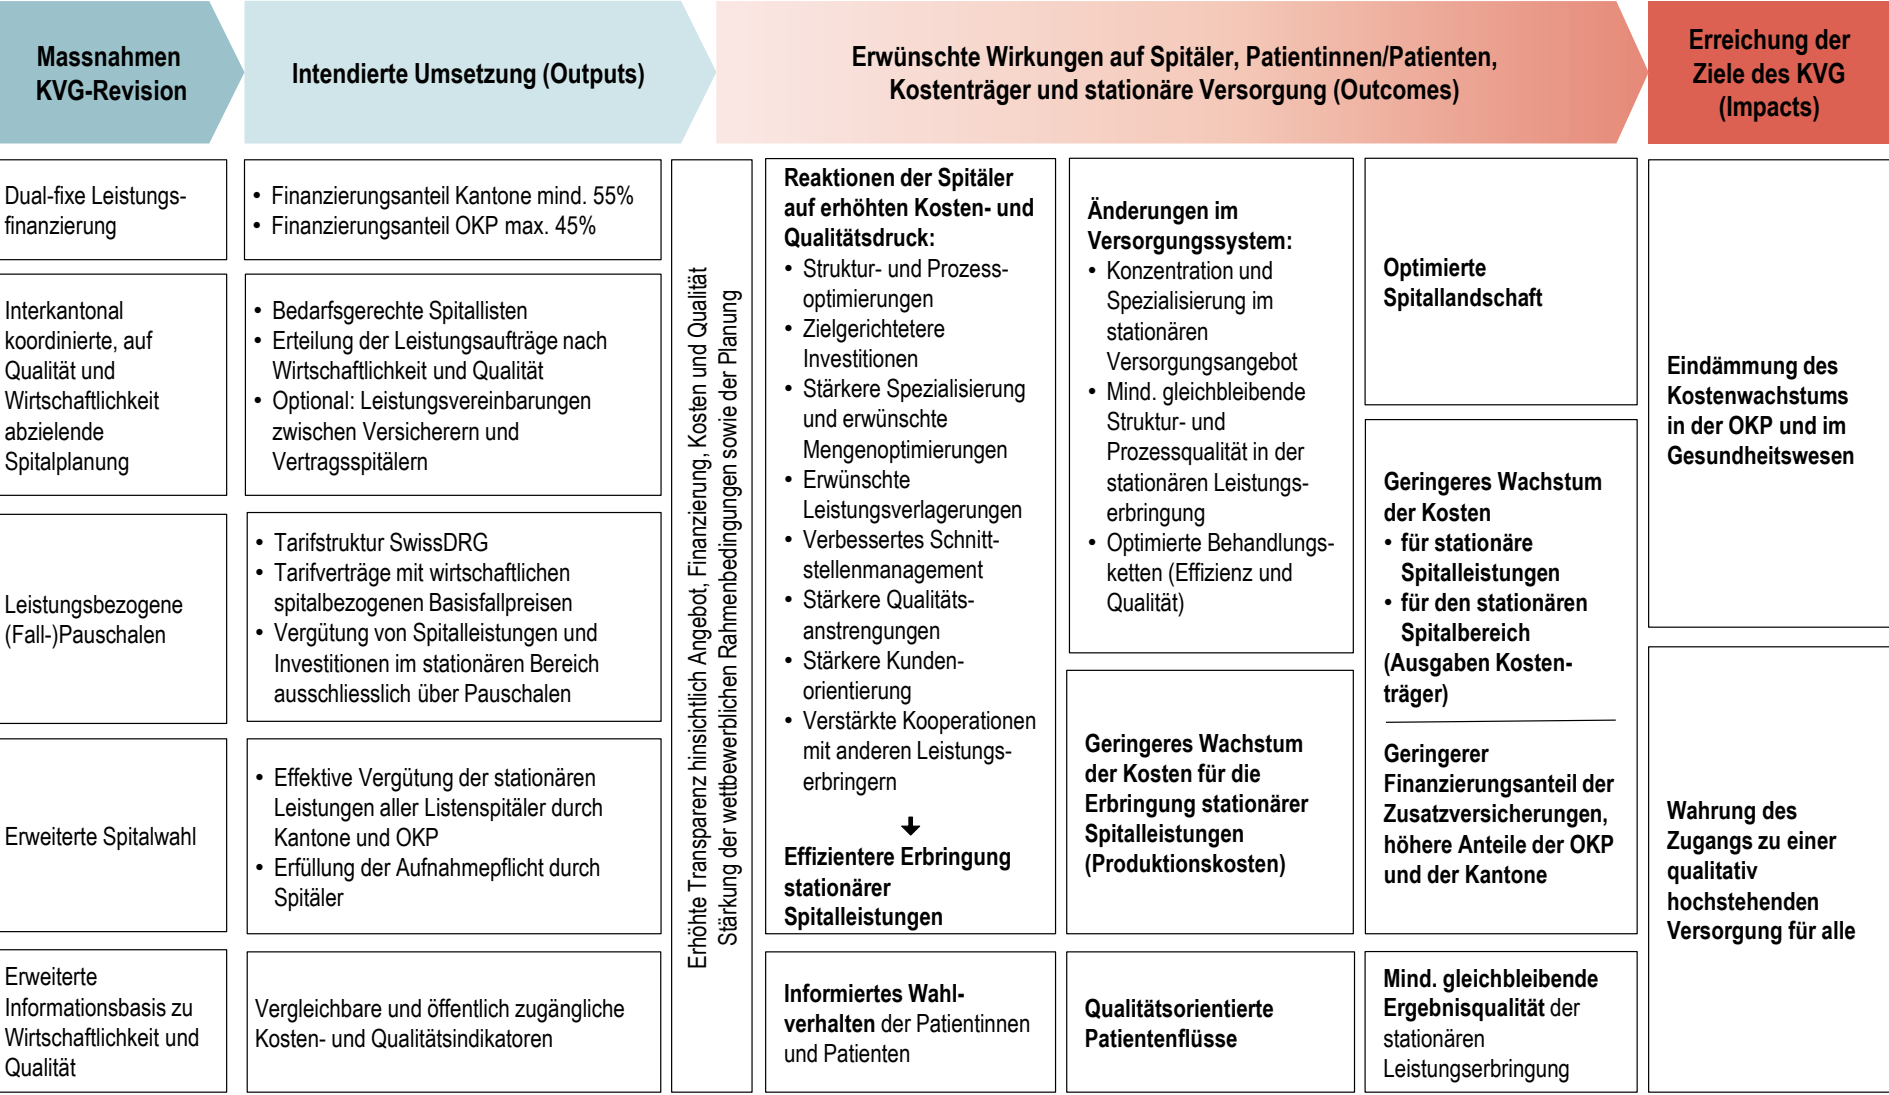 Massnahmen
KVG-Revision
Intendierte Umsetzung (Outputs)
Erwünschte Wirkungen auf Spitäler, Patientinnen/Patienten,
Kostenträger und stationäre Versorgung (Outcomes)
Erreichung der
Ziele des KVG
(Impacts)
Dual-fixe Leistungs-
finanzierung
• Finanzierungsanteil Kantone mind. 55%
• Finanzierungsanteil OKP max. 45%
Interkantonal
koordinierte, auf
Qualität und
Wirtschaftlichkeit
abzielende
Spitalplanung
• Bedarfsgerechte Spitallisten
• Erteilung der Leistungsaufträge nach
Wirtschaftlichkeit und Qualität
• Optional: Leistungsvereinbarungen
zwischen Versicherern und
Vertragsspitälern
Leistungsbezogene
(Fall-)Pauschalen
• Tarifstruktur SwissDRG
• Tarifverträge mit wirtschaftlichen
spitalbezogenen Basisfallpreisen
• Vergütung von Spitalleistungen und
Investitionen im stationären Bereich
ausschliesslich über Pauschalen
Erweiterte Spitalwahl
• Effektive Vergütung der stationären
Leistungen aller Listenspitäler durch
Kantone und OKP
• Erfüllung der Aufnahmepflicht durch
Spitäler
Erweiterte
Informationsbasis zu
Wirtschaftlichkeit und
Qualität
Vergleichbare und öffentlich zugängliche
Kosten- und Qualitätsindikatoren
Erhöhte Transparenz hinsichtlich Angebot, Finanzierung, Kosten und Qualität
Stärkung der wettbewerblichen Rahmenbedingungen sowie der Planung
Reaktionen der Spitäler
auf erhöhten Kosten- und
Qualitätsdruck:
• Struktur- und Prozess-
optimierungen
• Zielgerichtetere
Investitionen
• Stärkere Spezialisierung
und erwünschte
Mengenoptimierungen
• Erwünschte
Leistungsverlagerungen
• Verbessertes Schnitt-
stellenmanagement
• Stärkere Qualitäts-
anstrengungen
• Stärkere Kunden-
orientierung
• Verstärkte Kooperationen
mit anderen Leistungs-
erbringern
Effizientere Erbringung
stationärer
Spitalleistungen
Informiertes Wahl-
verhalten der Patientinnen
und Patienten
Änderungen im
Versorgungssystem:
• Konzentration und
Spezialisierung im
stationären
Versorgungsangebot
• Mind. gleichbleibende
Struktur- und
Prozessqualität in der
stationären Leistungs-
erbringung
• Optimierte Behandlungs-
ketten (Effizienz und
Qualität)
Geringeres Wachstum
der Kosten für die
Erbringung stationärer
Spitalleistungen
(Produktionskosten)
Qualitätsorientierte
Patientenflüsse
Optimierte
Spitallandschaft
Geringeres Wachstum
der Kosten
• für stationäre
Spitalleistungen
• für den stationären
Spitalbereich
(Ausgaben Kosten-
träger)
Geringerer
Finanzierungsanteil der
Zusatzversicherungen,
höhere Anteile der OKP
und der Kantone
Mind. gleichbleibende
Ergebnisqualität der
stationären
Leistungserbringung
Eindämmung des
Kostenwachstums
in der OKP und im
Gesundheitswesen
Wahrung des
Zugangs zu einer
qualitativ
hochstehenden
Versorgung für alle